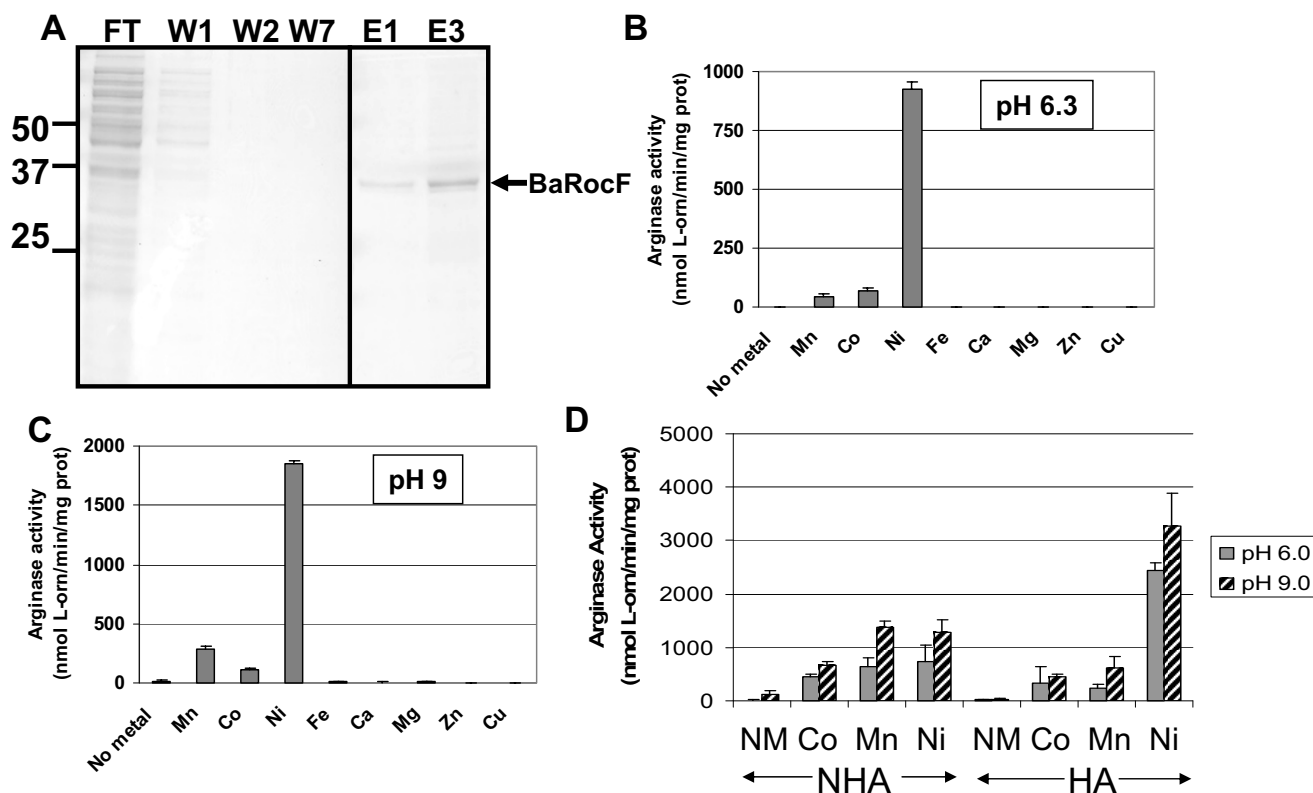 A
FT W1 W2 W7 E1 E3
50
37
25
BaRocF
B
Arginase activity
(nmol L-orn/min/mg prot)
1000
750
500
250
0
pH 6.3
No metal Mn Co Ni Fe Ca Mg Zn Cu
C
Arginase activity
(nmol L-orn/min/mg prot)
2000
1500
1000
500
0
pH 9
No metal Mn Co Ni Fe Ca Mg Zn Cu
D
Arginase Activity
(nmol L-orn/min/mg prot)
5000
4000
3000
2000
1000
0
pH 6.0
pH 9.0
NM Co Mn Ni NM Co Mn Ni
NHA HA